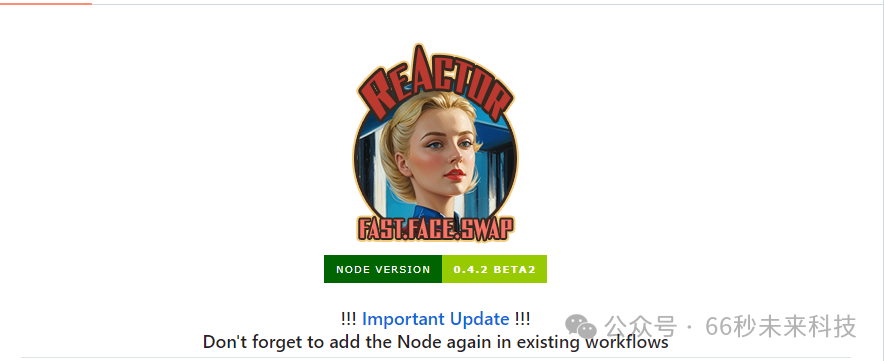 REACTOR
FAST.FACE.SWAP
NODE VERSION 0.4.2 BETA2
!!! Important Update !!!
公众号 · 66秒未来科技
Don't forget to add the Node again in existing workflows